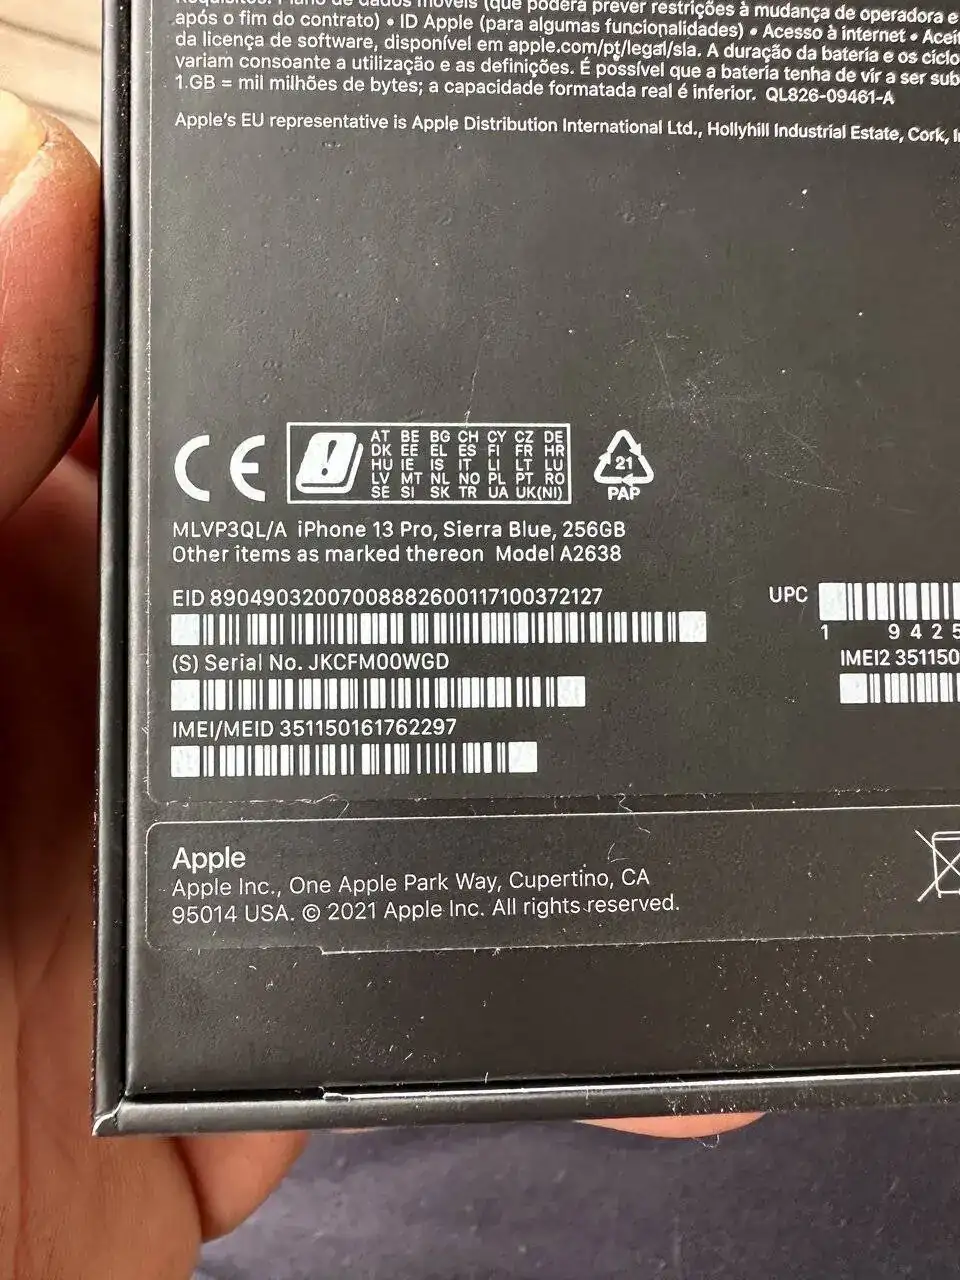 (que poderá prever restrições à mudança de operadora e
após o fim do contrato) • ID Apple (para algumas funcionalidades) • Acesso à internet •
da licença de software, disponível em apple.com/pt/legal/sla. A duração da bateria e os
variam consoante a utilização e as definições. É possível que a bateria tenha de vir a ser
1.GB = mil milhões de bytes; a capacidade formatada real é inferior. QL826-09461-A
Apple's EU representative is Apple Distribution International Ltd., Hollyhill Industrial Estate, Cork,
CE
AT BE BG CH CY CZ DE
DK EE EL ES FI FR HR
HU IE IS IT LI LT LU
LV MT NL NO PL PT RO
SE SI SK TR UA UK(NI)
21
PAP
MLVP3QL/A iPhone 13 Pro, Sierra Blue, 256GB
Other items as marked thereon Model A2638
EID 89049032007008882600117100372127
UPC
1 9425
(S) Serial No. JKCFM00WGD
IMEI2 351150
IMEI/MEID 351150161762297
Apple
Apple Inc., One Apple Park Way, Cupertino, CA
95014 USA. © 2021 Apple Inc. All rights reserved.